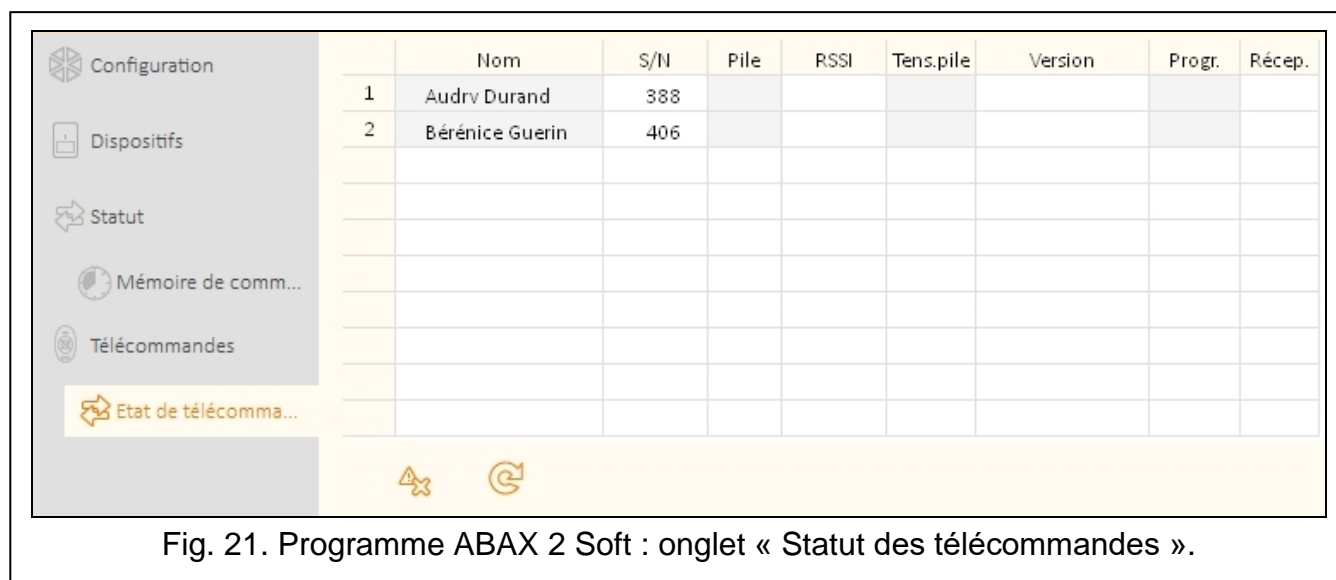 Configuration
Dispositifs
Statut
Mémoire de comm...
Télécommandes
Etat de télécomma...
Nom S/N Pile RSSI Tens.pile Version Progr. Récep.
1 Audrv Durand 388
2 Bérénice Guerin 406
Fig. 21. Programme ABAX 2 Soft : onglet « Statut des télécommandes ».